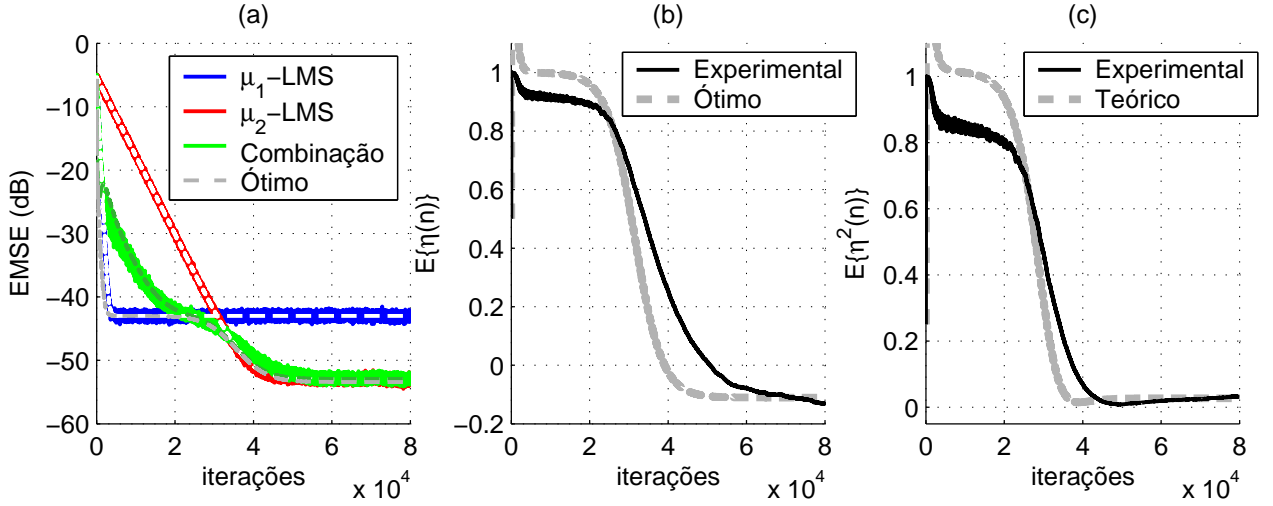 (a)
EMSE (dB)
0
−10
−20
−30
−40
−50
−60
0
2
4
6
8
x 10^4
iterações
μ1−LMS
μ2−LMS
Combinação
Ótimo
(b)
E{η(n)}
1
0.8
0.6
0.4
0.2
0
−0.2
0
2
4
6
8
x 10^4
iterações
Experimental
Ótimo
(c)
E{η²(n)}
1
0.8
0.6
0.4
0.2
0
0
2
4
6
8
x 10^4
iterações
Experimental
Teórico